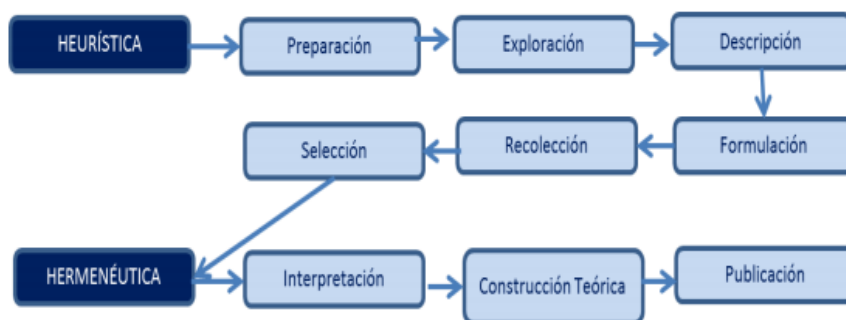 HEURÍSTICA
Preparación
Exploración
Descripción
Formulación
Recolección
Selección
HERMENÉUTICA
Interpretación
Construcción Teórica
Publicación